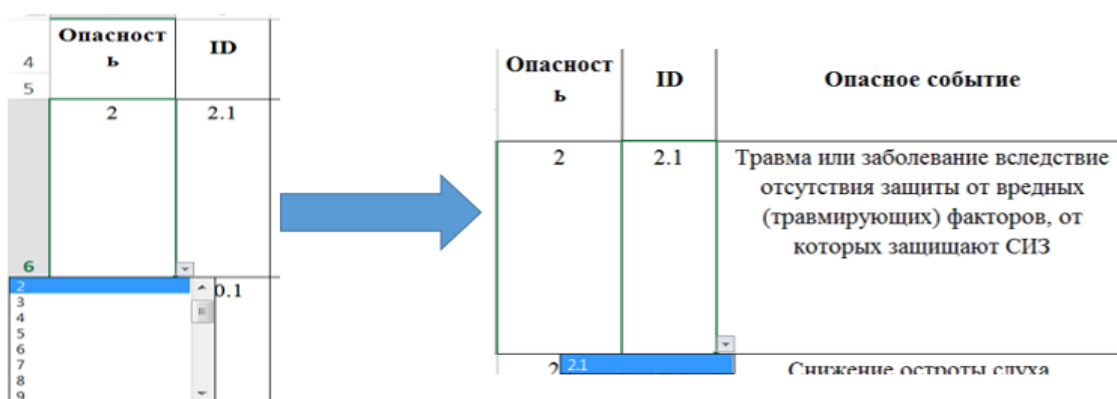 Опасност
ь
ID
4
5
2
2.1
6
2
3
4
5
6
7
8
9
0.1
Опасност
ь
ID
Опасное событие
2
2.1
Травма или заболевание вследствие
отсутствия защиты от вредных
(травмирующих) факторов, от
которых защищают СИЗ
2
2.1
Снижение остроты слуха